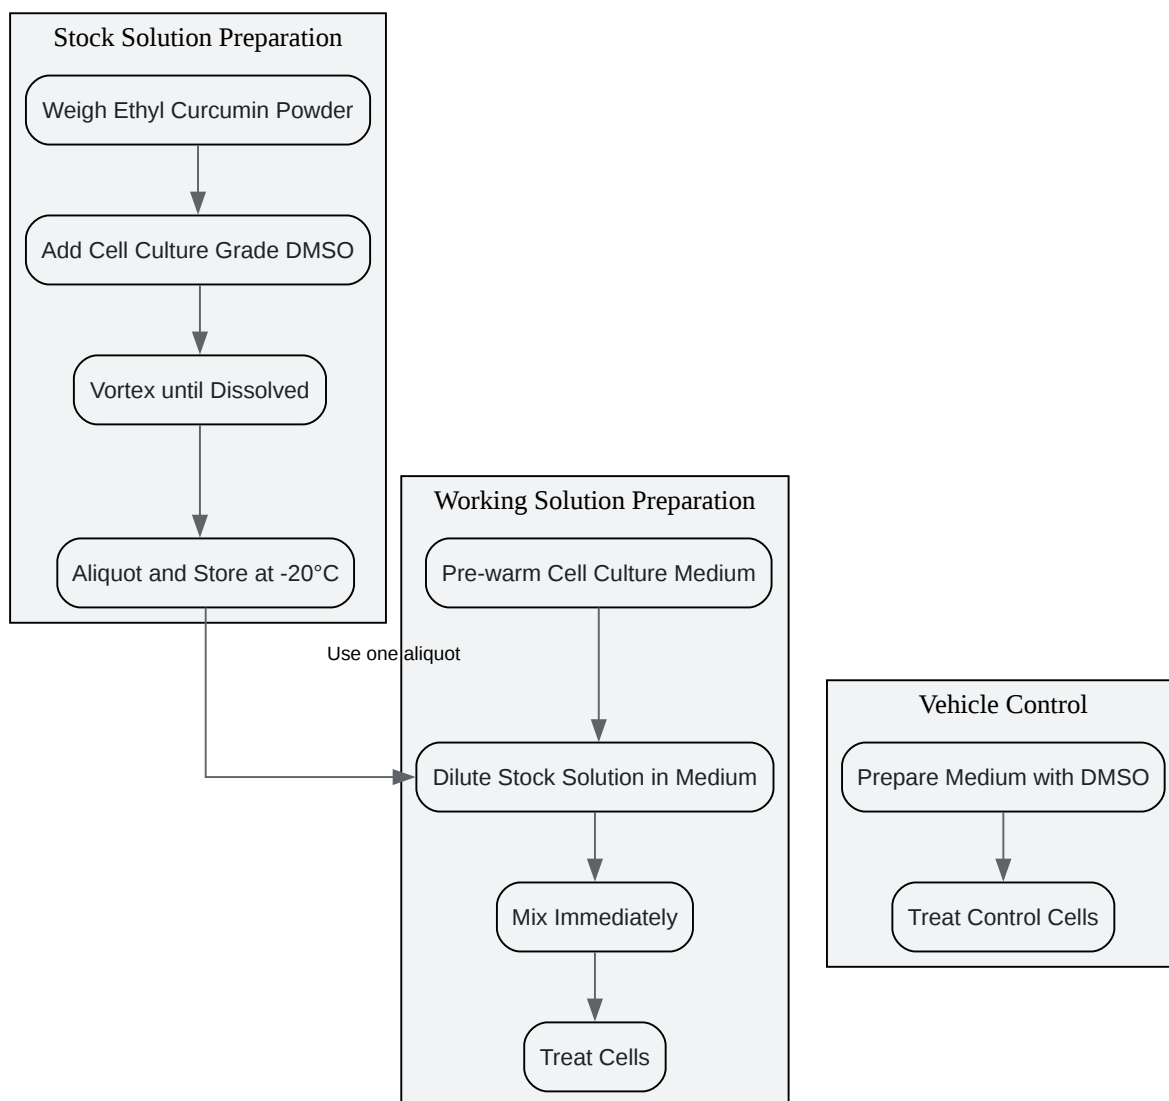 Stock Solution Preparation
Weigh Ethyl Curcumin Powder
Add Cell Culture Grade DMSO
Vortex until Dissolved
Aliquot and Store at -20°C
Use one aliquot
Working Solution Preparation
Pre-warm Cell Culture Medium
Dilute Stock Solution in Medium
Mix Immediately
Treat Cells
Vehicle Control
Prepare Medium with DMSO
Treat Control Cells